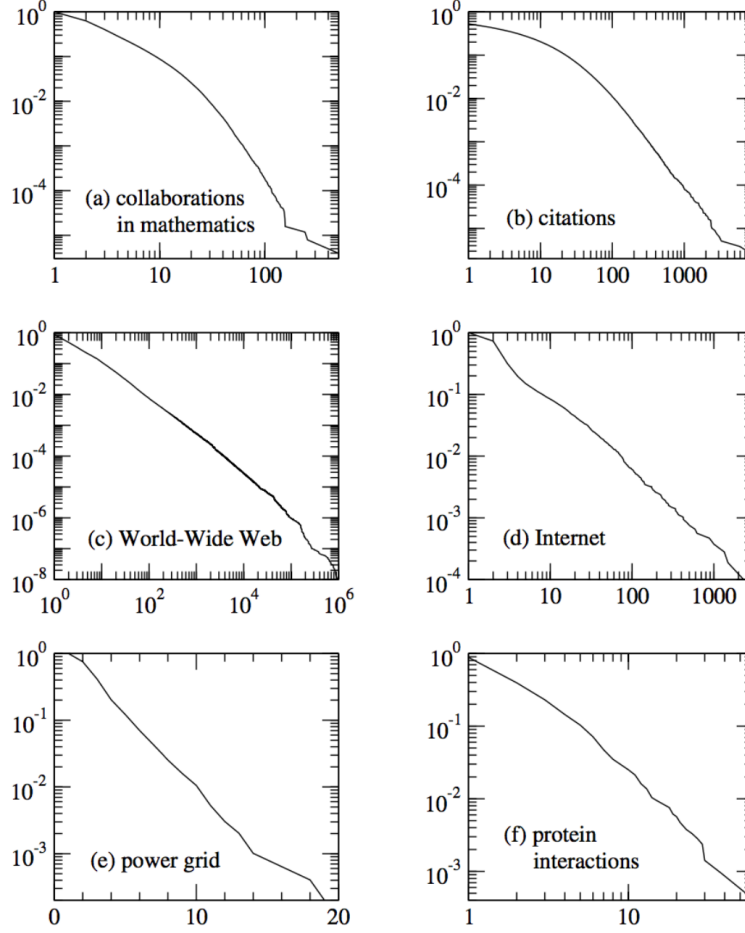 10^0
10^-2
10^-4
(a) collaborations
in mathematics
1 10 100
10^0
10^-2
10^-4
(b) citations
1 10 100 1000
10^0
10^-2
10^-4
10^-6
10^-8
(c) World-Wide Web
10^0 10^2 10^4 10^6
10^0
10^-1
10^-2
10^-3
10^-4
(d) Internet
1 10 100 1000
10^0
10^-1
10^-2
10^-3
(e) power grid
0 10 20
10^0
10^-1
10^-2
10^-3
(f) protein
interactions
1 10